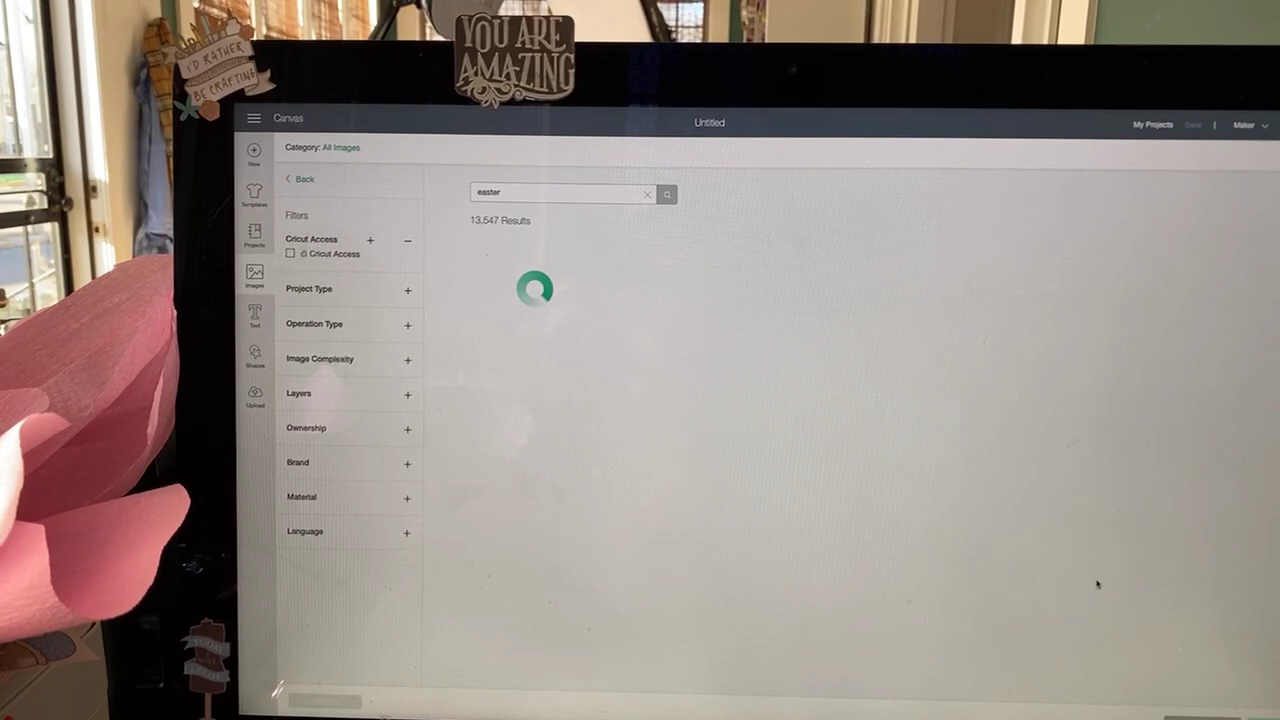 I'D RATHER
BE CRAFTING
YOU ARE
AMAZING
Canvas
Untitled
My Projects
Save
|
Maker
Category: All Images
New
Back
easter
Templates
Filters
13,547 Results
Projects
Cricut Access
Cricut Access
Images
Project Type
Text
Operation Type
Shapes
Image Complexity
Upload
Layers
Ownership
Brand
Material
Language